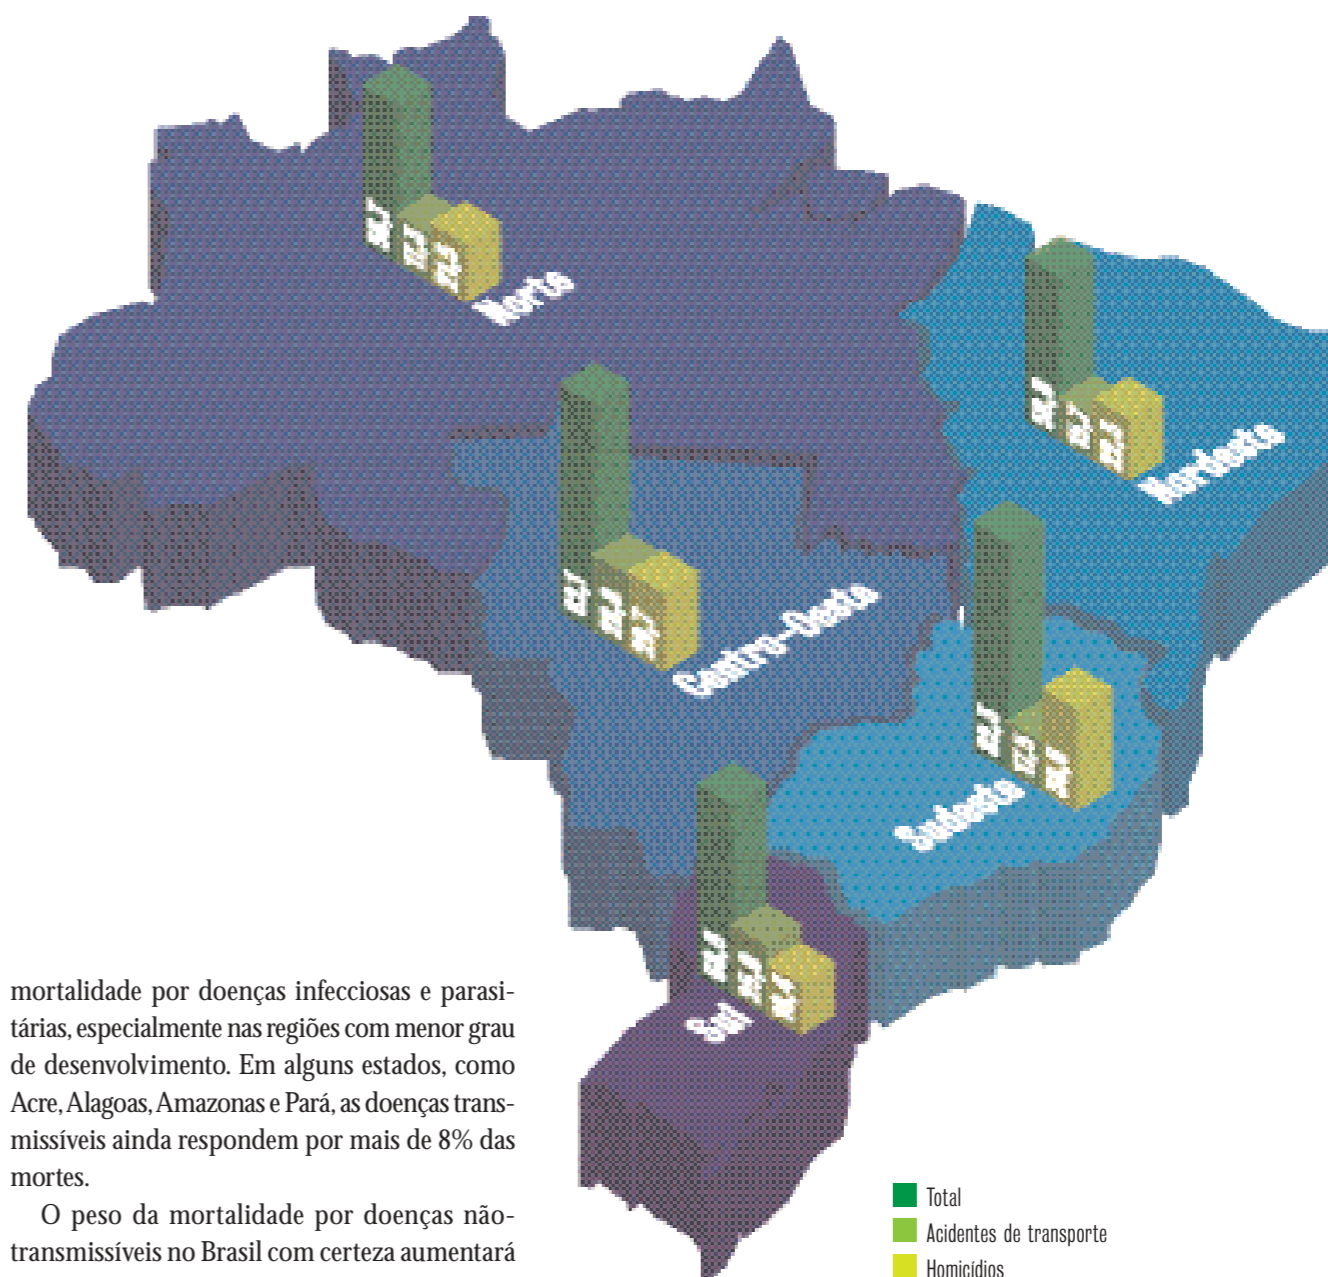 Norte
Nordeste
Centro-Oeste
Sudeste
Sul
mortalidade por doenças infecciosas e parasi-
tárias, especialmente nas regiões com menor grau
de desenvolvimento. Em alguns estados, como
Acre, Alagoas, Amazonas e Pará, as doenças trans-
missíveis ainda respondem por mais de 8% das
mortes.
O peso da mortalidade por doenças não-
transmissíveis no Brasil com certeza aumentará
Total
Acidentes de transporte
Homicídios